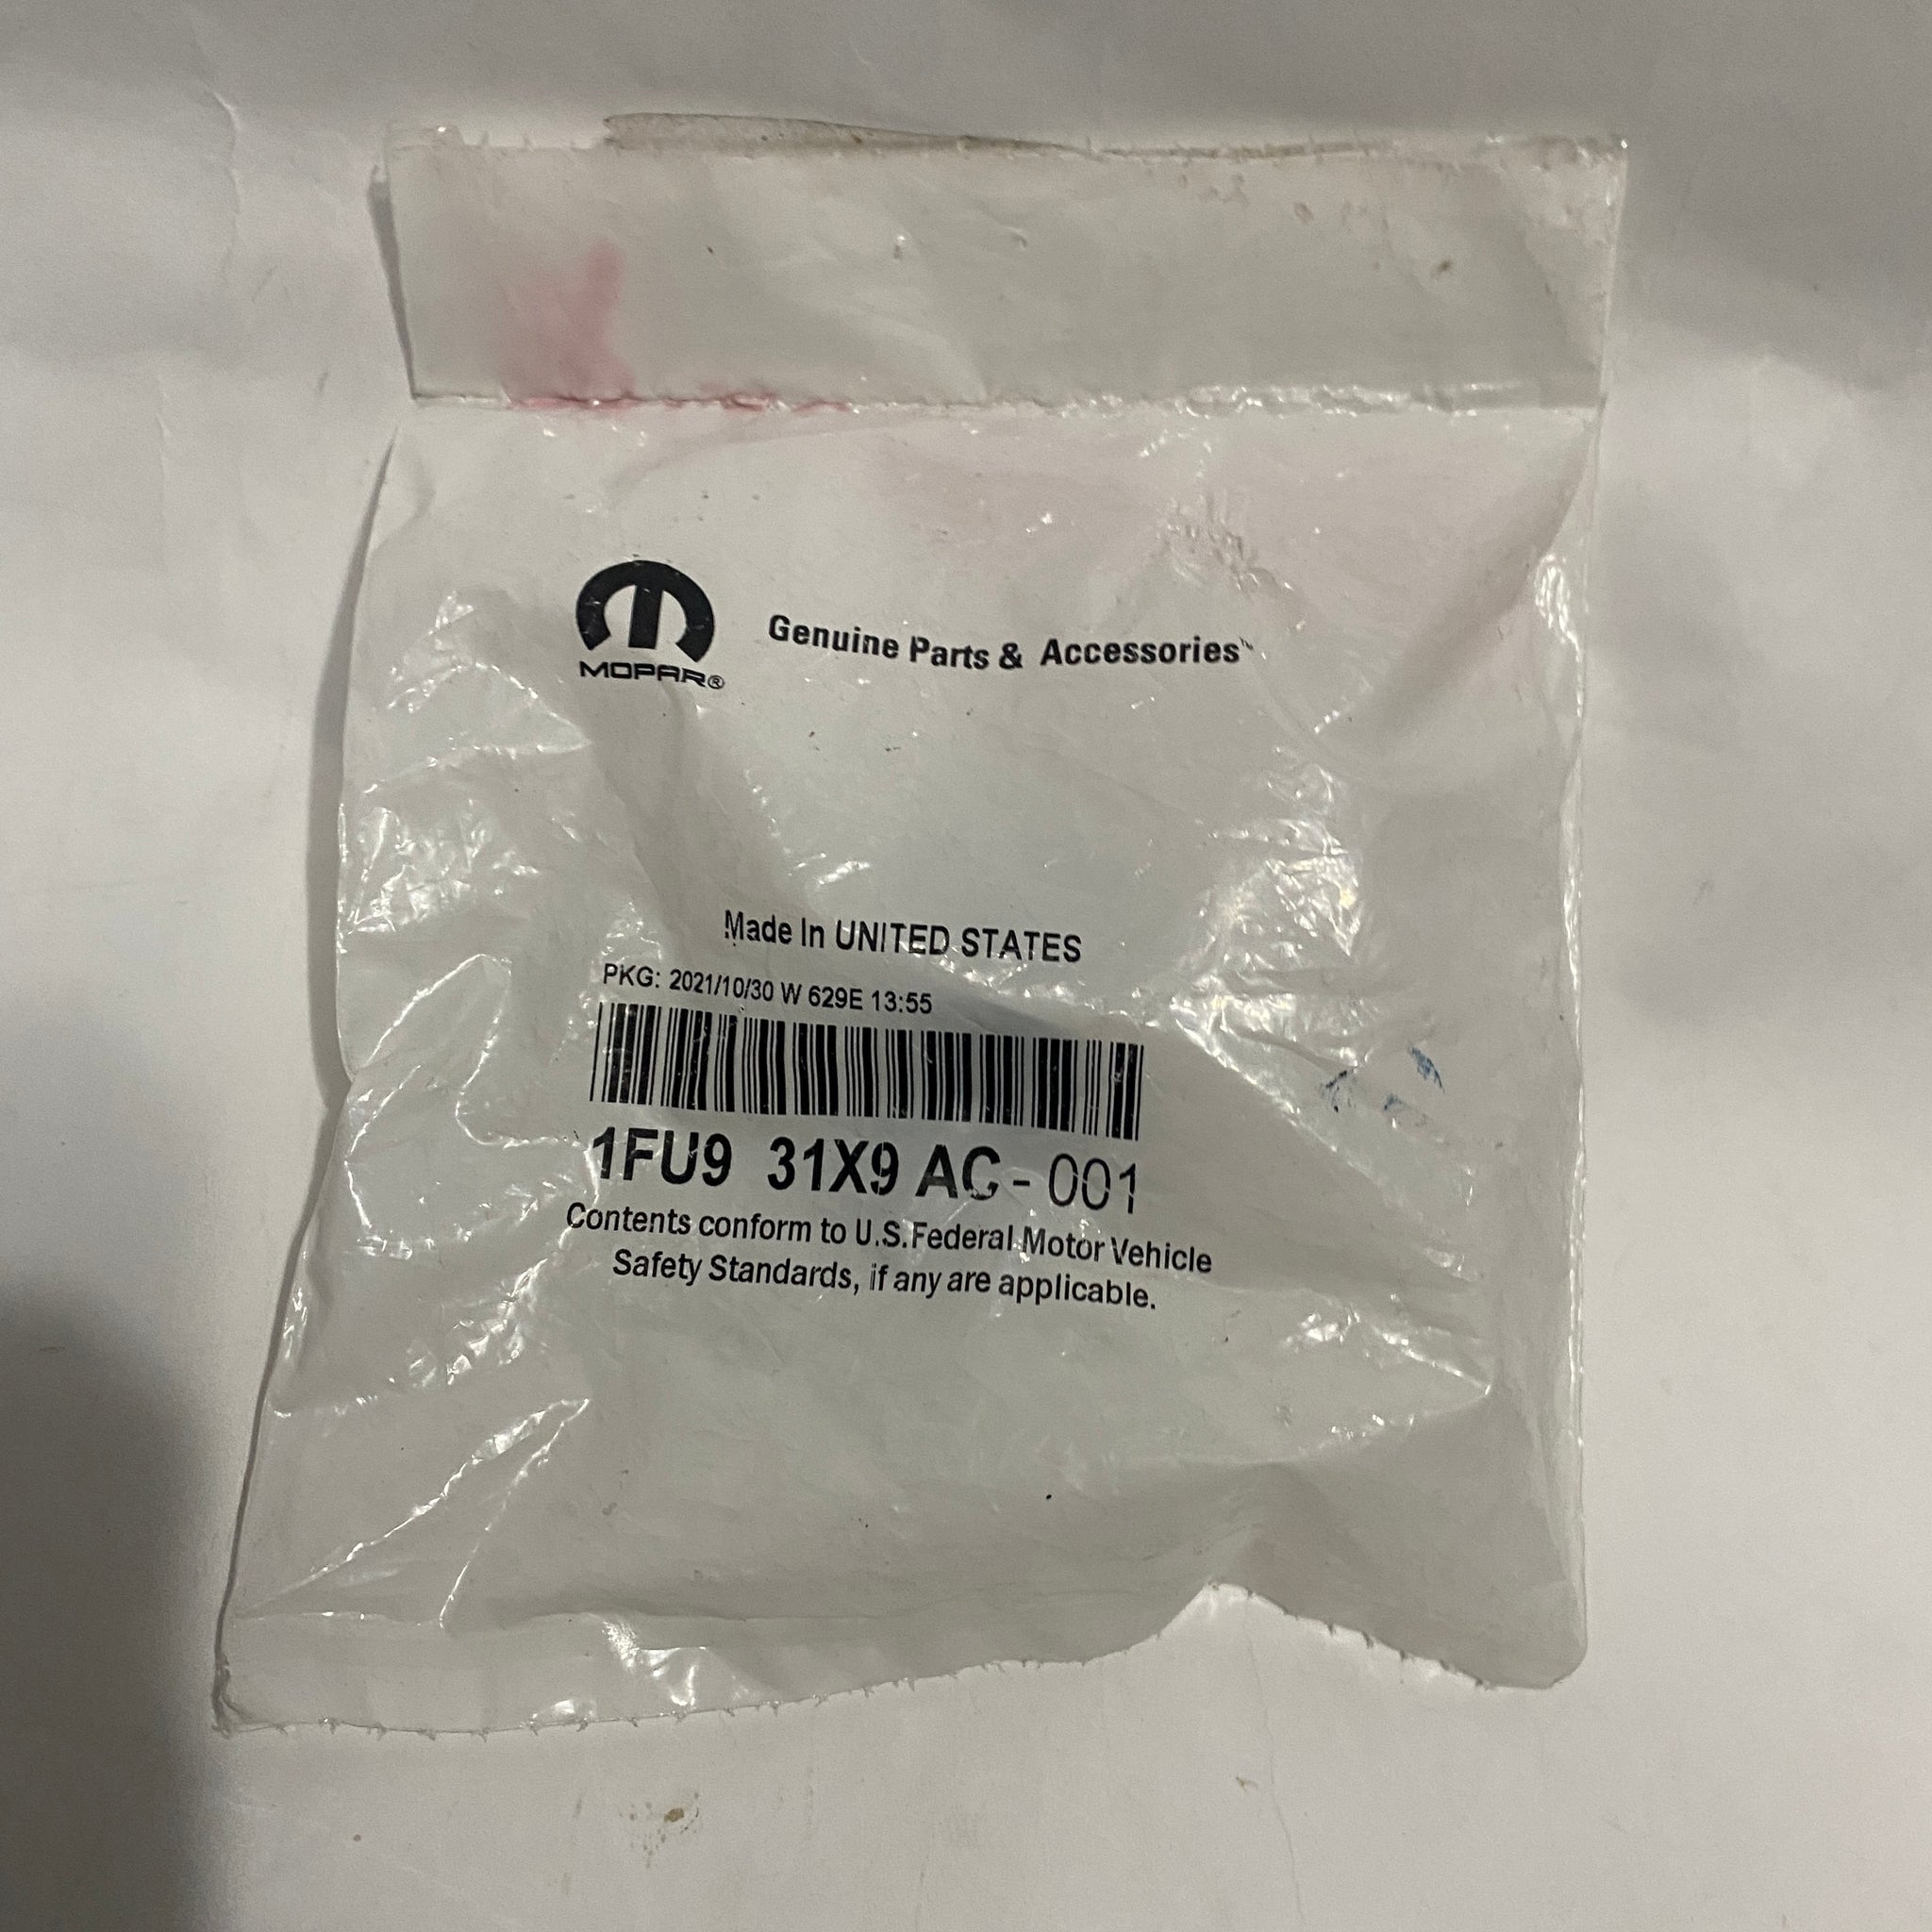 MOPAR®
Genuine Parts & Accessories™
Made In UNITED STATES
PKG: 2021/10/30 W 629E 13:55
1FU9 31X9 AC - 001
Contents conform to U.S.Federal Motor Vehicle
Safety Standards, if any are applicable.